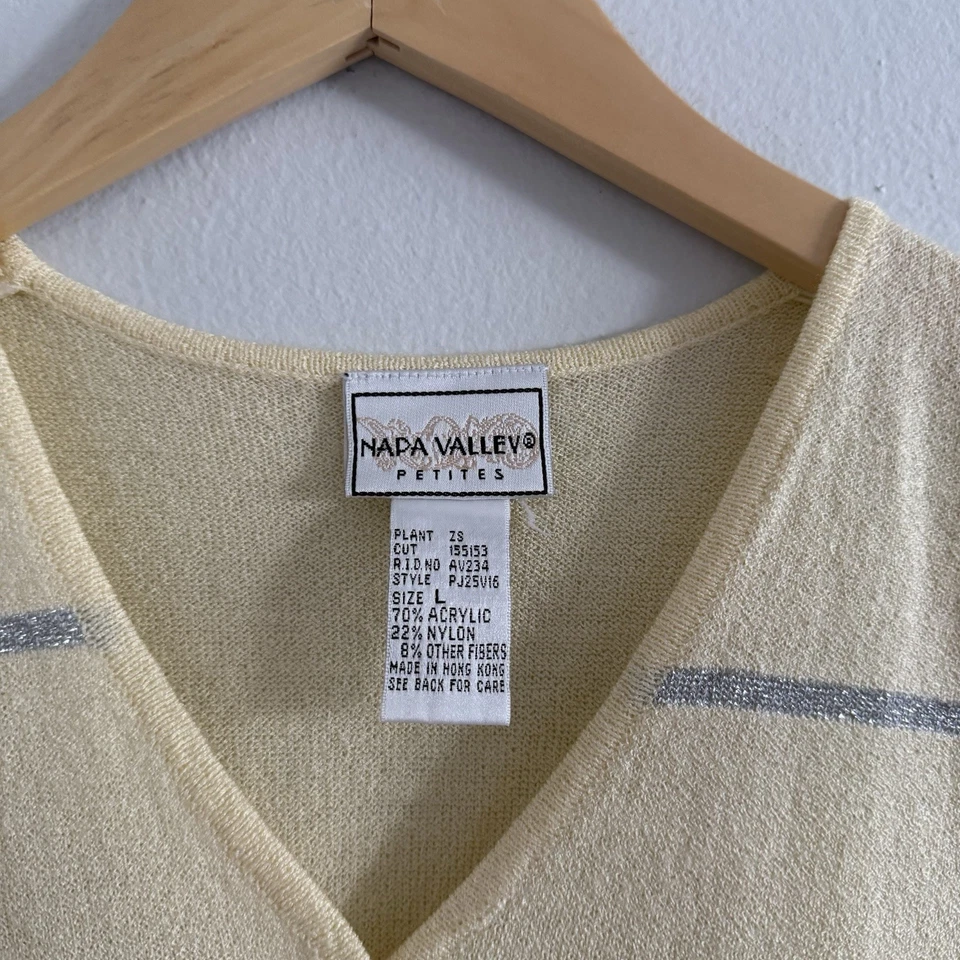 NAPA VALLEY®
PETITES
PLANT ZS
CUT 155153
R.I.D.NO AV234
STYLE PJ25V16
SIZE L
70% ACRYLIC
22% NYLON
8% OTHER FIBERS
MADE IN HONG KONG
SEE BACK FOR CARE